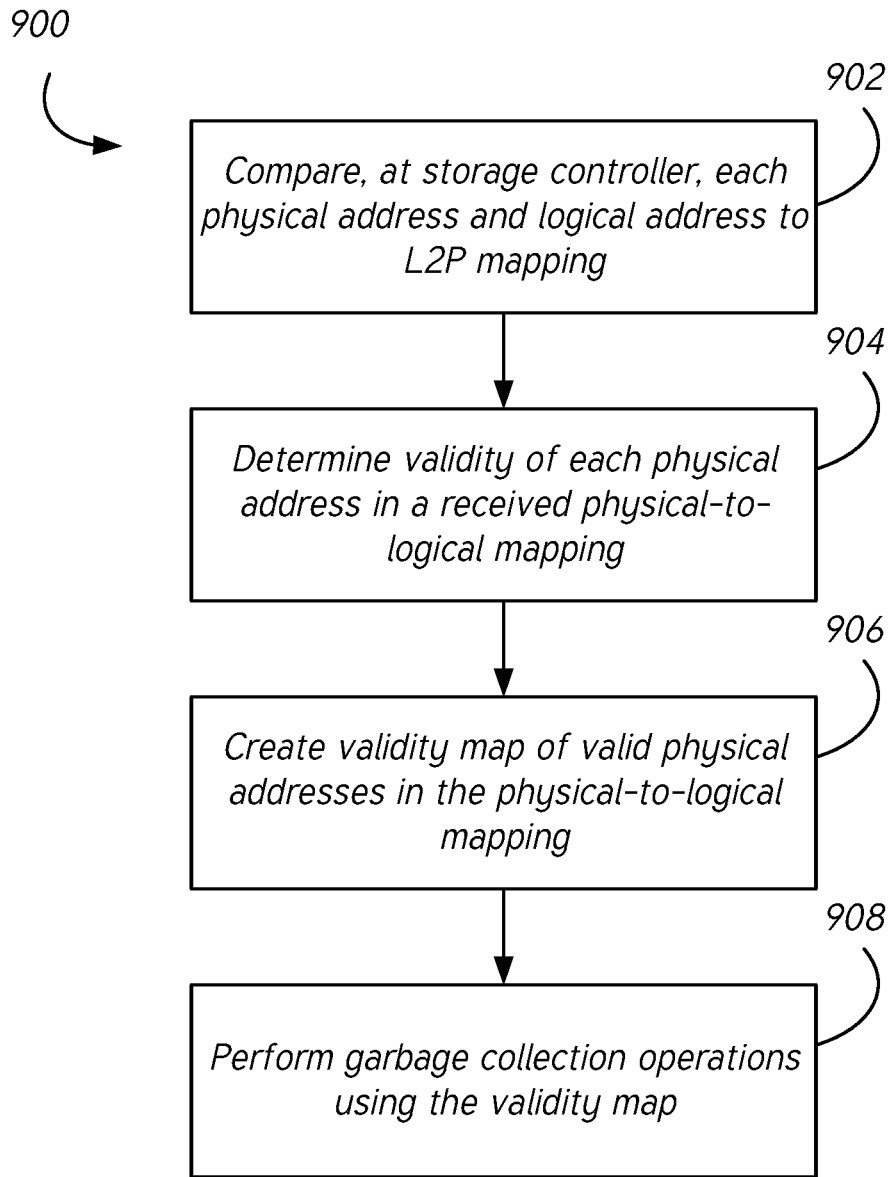 900
902
Compare, at storage controller, each
physical address and logical address to
L2P mapping
904
Determine validity of each physical
address in a received physical-to-
logical mapping
906
Create validity map of valid physical
addresses in the physical-to-logical
mapping
908
Perform garbage collection operations
using the validity map